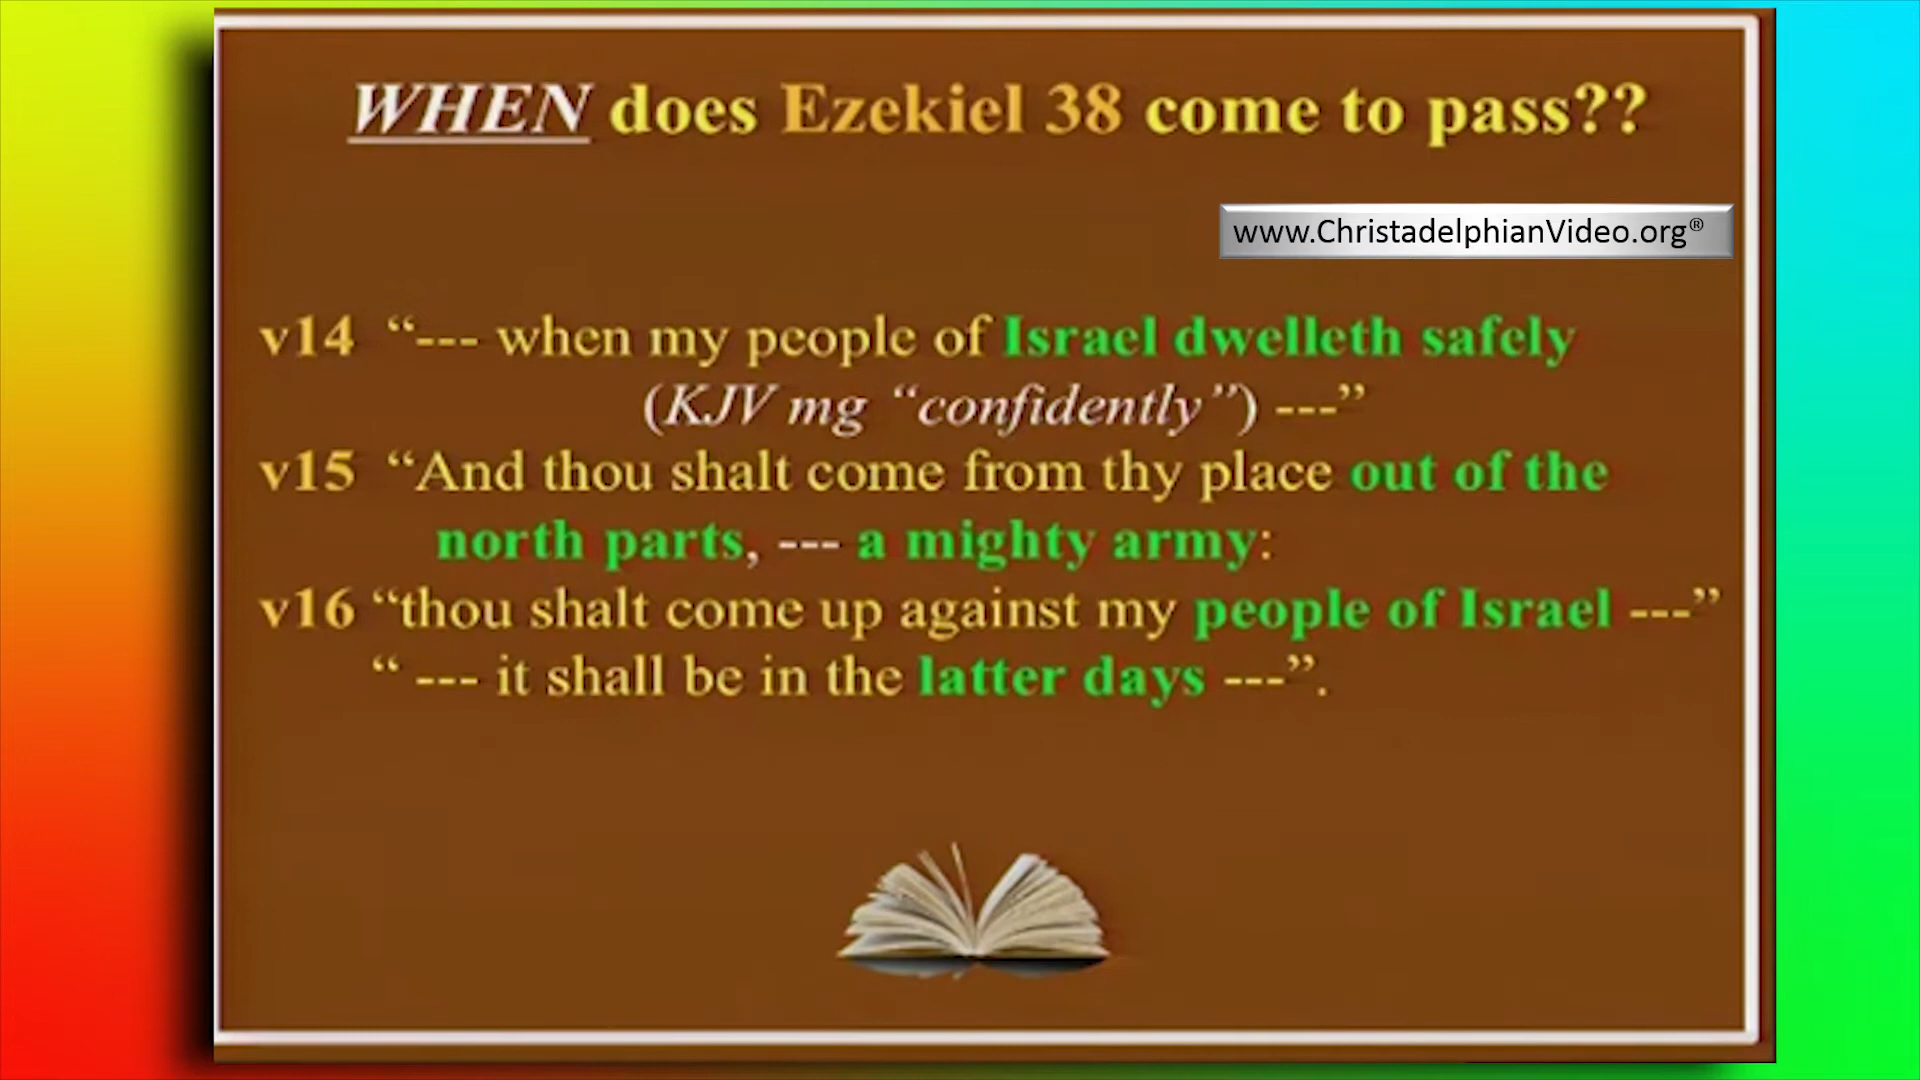 WHEN does Ezekiel 38 come to pass??
www.ChristadelphianVideo.org®
v14 “--- when my people of Israel dwelleth safely
(KJV mg “confidently”) ---”
v15 “And thou shalt come from thy place out of the
north parts, --- a mighty army:
v16 “thou shalt come up against my people of Israel ---”
“ --- it shall be in the latter days ---”.